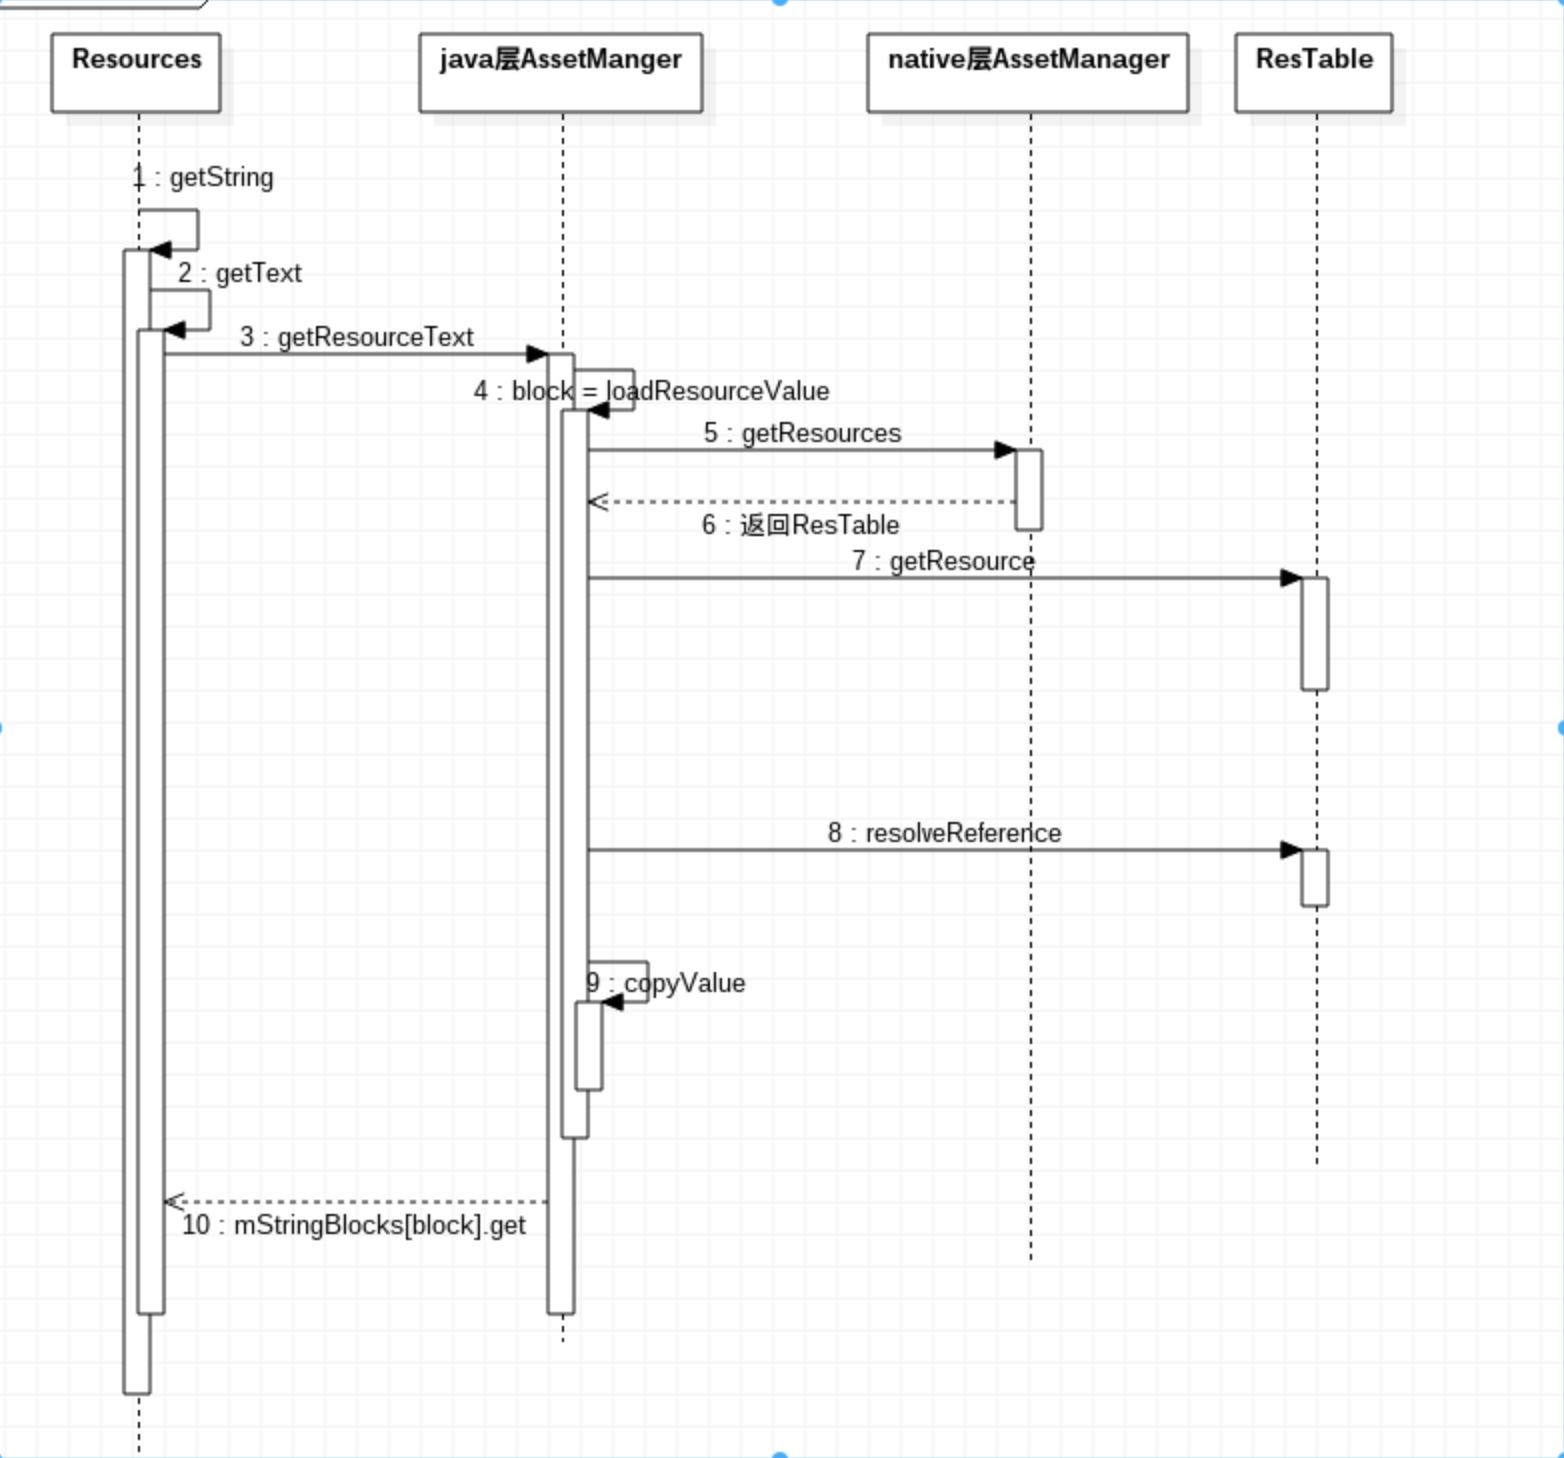 Resources
java层AssetManger
native层AssetManager
ResTable
1 : getString
2 : getText
3 : getResourceText
4 : block = loadResourceValue
5 : getResources
6 : 返回ResTable
7 : getResource
8 : resolveReference
9 : copyValue
10 : mStringBlocks[block].get